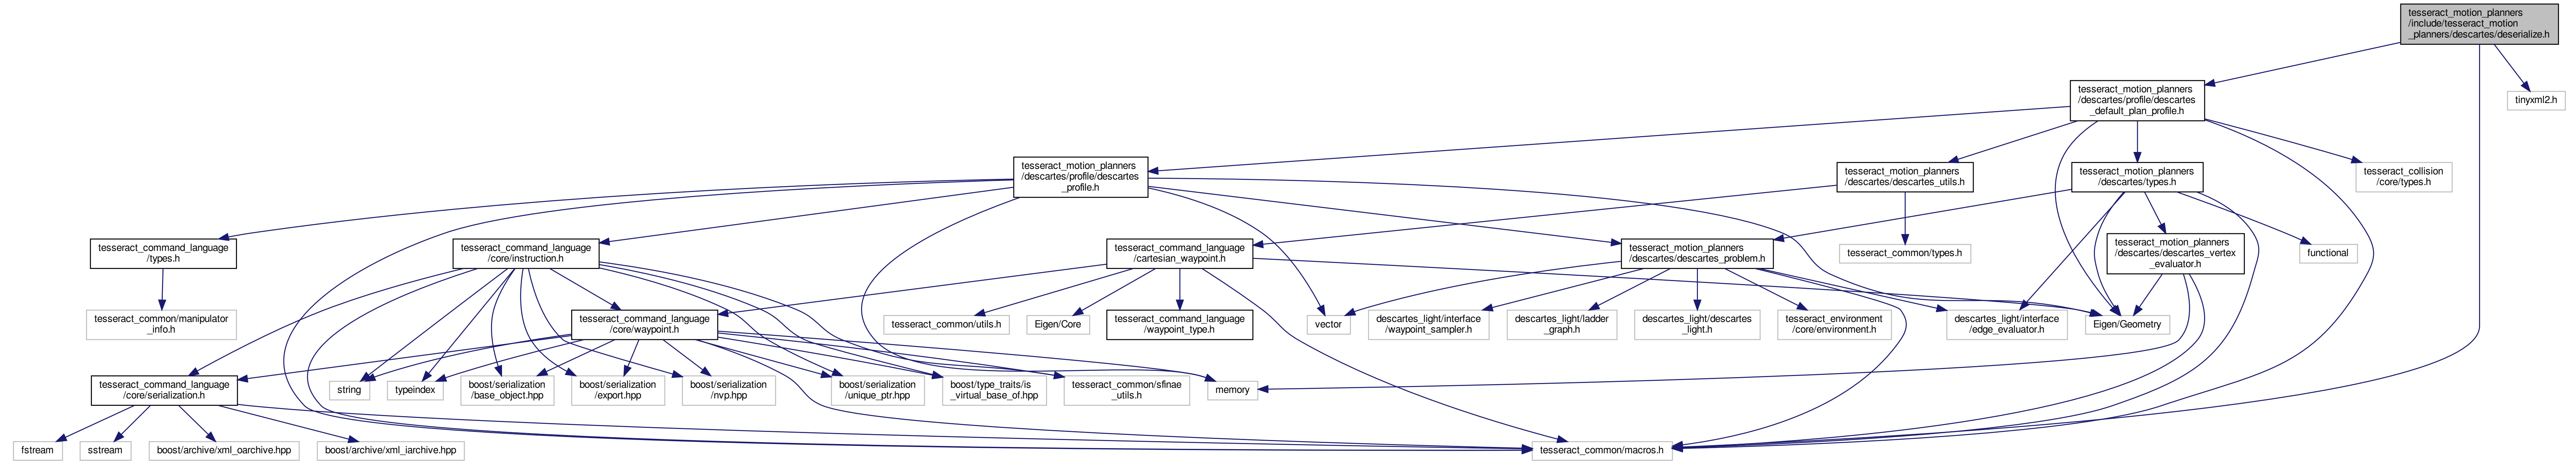 tesseract_motion_planners
/include/tesseract_motion
_planners/descartes/deserialize.h
tesseract_motion_planners
/descartes/profile/descartes
_default_plan_profile.h
tinyxml2.h
tesseract_motion_planners
/descartes/profile/descartes
_profile.h
tesseract_motion_planners
/descartes/descartes_utils.h
tesseract_motion_planners
/descartes/types.h
tesseract_collision
/core/types.h
tesseract_command_language
/types.h
tesseract_command_language
/core/instruction.h
tesseract_command_language
/cartesian_waypoint.h
tesseract_motion_planners
/descartes/descartes_problem.h
tesseract_common/types.h
tesseract_motion_planners
/descartes/descartes_vertex
_evaluator.h
functional
tesseract_common/manipulator
_info.h
tesseract_command_language
/core/waypoint.h
tesseract_common/utils.h
Eigen/Core
tesseract_command_language
/waypoint_type.h
vector
descartes_light/interface
/waypoint_sampler.h
descartes_light/ladder
_graph.h
descartes_light/descartes
_light.h
tesseract_environment
/core/environment.h
descartes_light/interface
/edge_evaluator.h
Eigen/Geometry
tesseract_command_language
/core/serialization.h
string
typeindex
boost/serialization
/base_object.hpp
boost/serialization
/export.hpp
boost/serialization
/nvp.hpp
boost/serialization
/unique_ptr.hpp
boost/type_traits/is
_virtual_base_of.hpp
tesseract_common/sfinae
_utils.h
memory
fstream
sstream
boost/archive/xml_oarchive.hpp
boost/archive/xml_iarchive.hpp
tesseract_common/macros.h